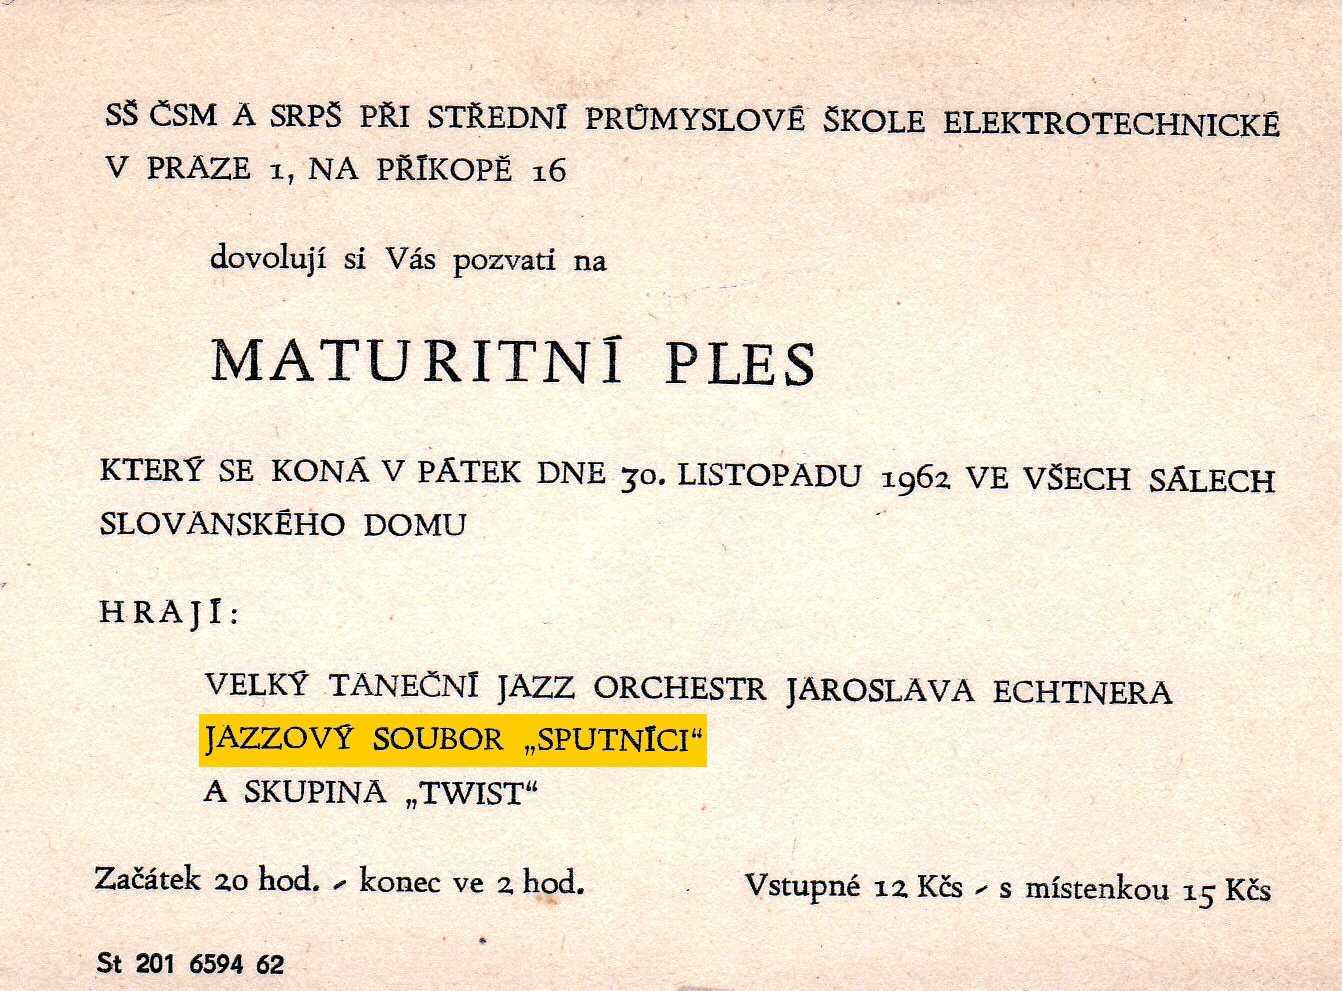 SŠ ČSM A SRPŠ PŘI STŘEDNÍ PRŮMYSLOVÉ ŠKOLE ELEKTROTECHNICKÉ
V PRAZE 1, NA PŘÍKOPĚ 16
dovolují si Vás pozvati na
MATURITNÍ PLES
KTERÝ SE KONÁ V PÁTEK DNE 30. LISTOPADU 1962 VE VŠECH SÁLECH
SLOVANSKÉHO DOMU
HRAJÍ:
VELKÝ TANEČNÍ JAZZ ORCHESTR JAROSLAVA ECHTNERA
JAZZOVÝ SOUBOR „SPUTNÍCI“
A SKUPINA „TWIST“
Začátek 20 hod. - konec ve 2 hod.
Vstupné 12 Kčs - s místenkou 15 Kčs
St 201 6594 62